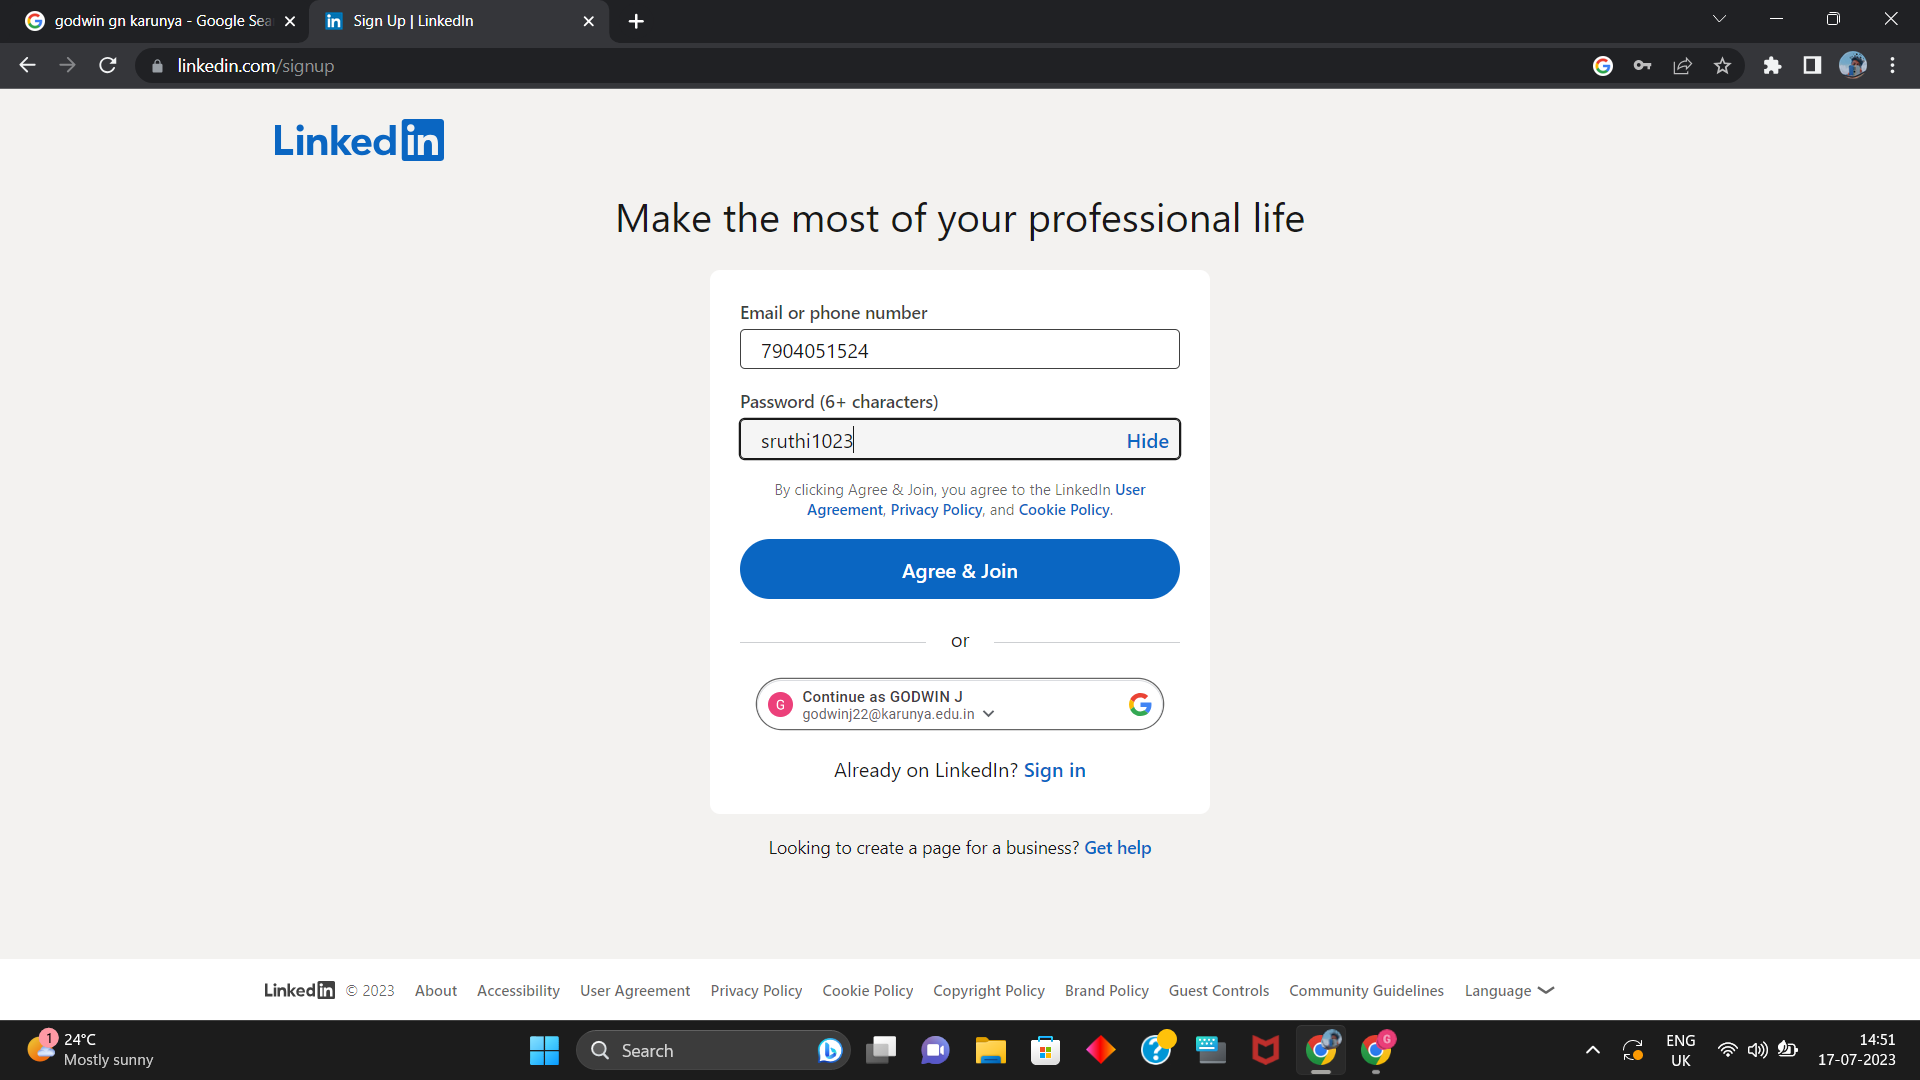 godwin gn karunya - Google Sea
Sign Up | LinkedIn
linkedin.com/signup
Linkedin
Make the most of your professional life
Email or phone number
7904051524
Password (6+ characters)
sruthi1023
Hide
By clicking Agree & Join, you agree to the LinkedIn User
Agreement, Privacy Policy, and Cookie Policy.
Agree & Join
or
G
Continue as GODWIN J
godwinj22@karunya.edu.in
Already on LinkedIn? Sign in
Looking to create a page for a business? Get help
Linkedin © 2023 About Accessibility User Agreement Privacy Policy Cookie Policy Copyright Policy Brand Policy Guest Controls Community Guidelines Language
1
24°C
Mostly sunny
Search
G
ENG
UK
14:51
17-07-2023